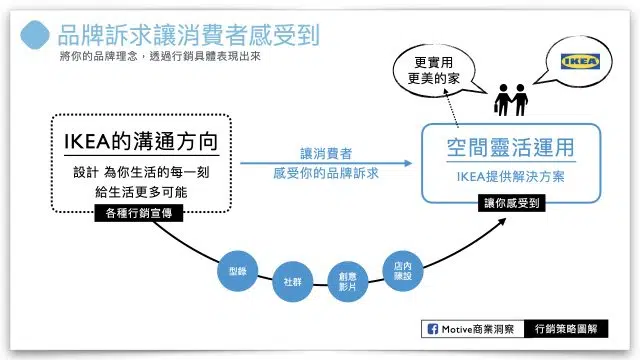 品牌訴求讓消費者感受到
將你的品牌理念，透過行銷具體表現出來
更實用
更美的家
IKEA
IKEA的溝通方向
設計 為你生活的每一刻
給生活更多可能
各種行銷宣傳
讓消費者
感受你的品牌訴求
空間靈活運用
IKEA提供解決方案
讓你感受到
型錄
社群
創意
影片
店內
陳設
Motive商業洞察
行銷策略圖解